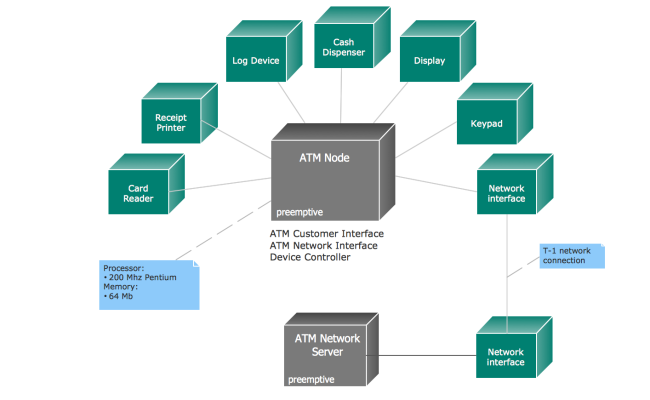 Cash
Dispenser
Log Device
Display
Receipt
Printer
Keypad
ATM Node
preemptive
Card
Reader
Network
interface
ATM Customer Interface
ATM Network Interface
Device Controller
T-1 network
connection
Processor:
• 200 Mhz Pentium
Memory:
• 64 Mb
ATM Network
Server
preemptive
Network
interface